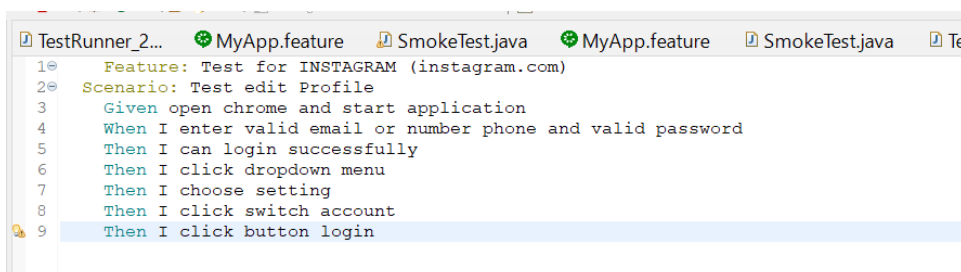 TestRunner_2... MyApp.feature SmokeTest.java MyApp.feature SmokeTest.java Te
1 Feature: Test for INSTAGRAM (instagram.com)
2 Scenario: Test edit Profile
3 Given open chrome and start application
4 When I enter valid email or number phone and valid password
5 Then I can login successfully
6 Then I click dropdown menu
7 Then I choose setting
8 Then I click switch account
9 Then I click button login